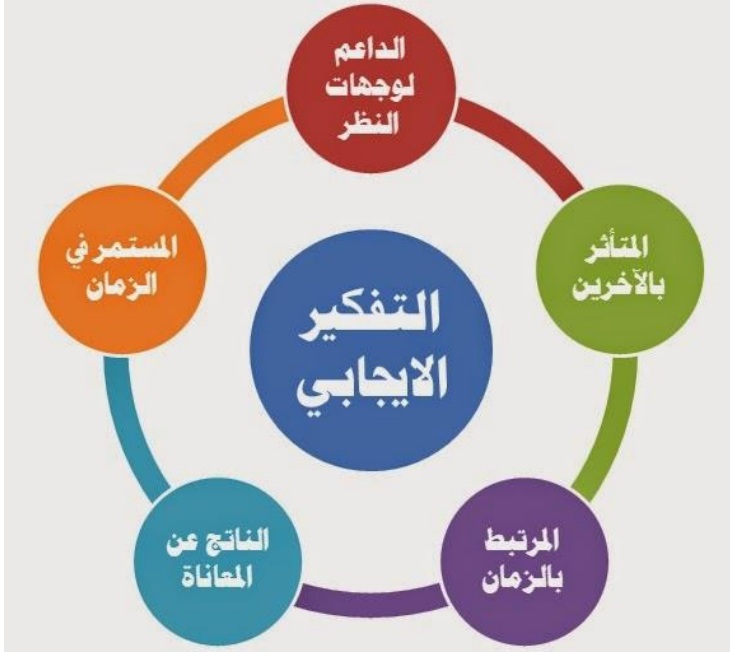 الداعم
لوجهات
النظر
المتأثر
بالآخرين
المرتبط
بالزمان
الناتج عن
المعاناة
المستمر في
الزمان
التفكير
الايجابي